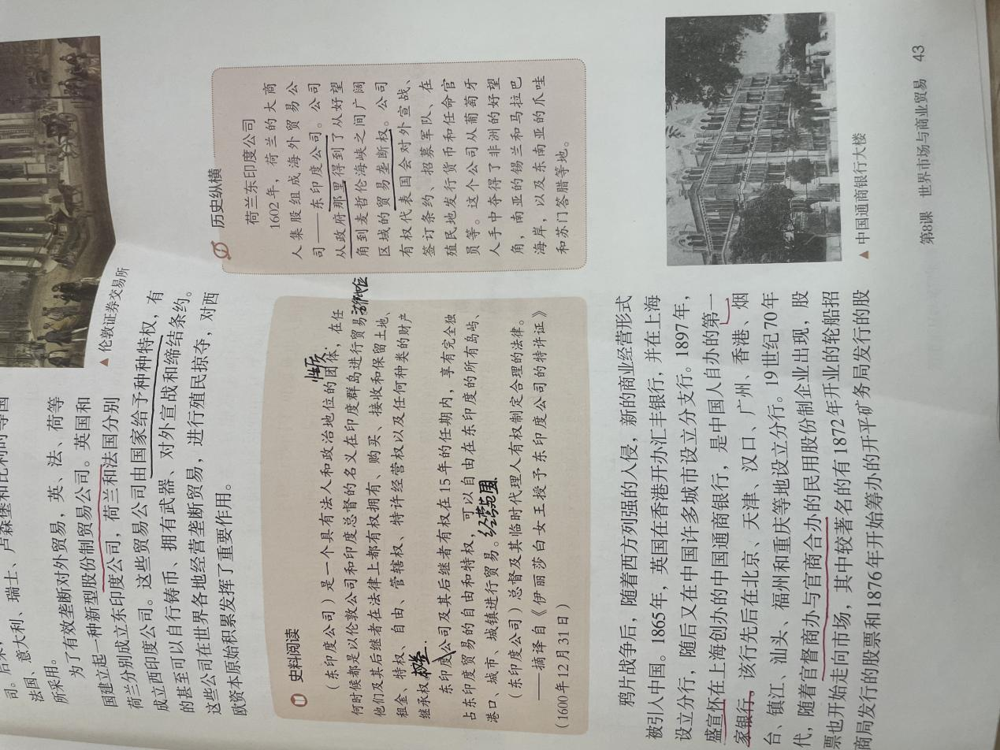 司。后来，
法国、意大利、瑞士、卢森堡和比利时等国
所采用。
为了有效垄断对外贸易，英、法、荷等
国建立起一种新型股份制贸易公司。英国和
荷兰分别成立东印度公司，荷兰和法国分别
成立西印度公司。这些贸易公司由国家给予种种特权，有
的甚至可以自行铸币、拥有武器、对外宣战和缔结条约。
这些公司在世界各地经营垄断贸易，进行殖民掠夺，对西
欧资本原始积累发挥了重要作用。
▲ 伦敦证券交易所
历史纵横
荷兰东印度公司
1602年，荷兰的大商
人集股组成海外贸易公
司——东印度公司。公司
从政府那里得到了从好望
角到麦哲伦海峡之间广阔
区域的贸易垄断权。公司
有权代表国会对外宣战、
签订条约、招募军队、在
殖民地发行货币和任命官
员等。这个公司从葡萄牙
人手中夺得了非洲的好望
角，南亚的锡兰和马拉巴
海岸，以及东南亚的爪哇
和苏门答腊等地。
史料阅读
性质
（东印度公司）是一个具有法人和政治地位的团体，在任
何时候都是以伦敦公司和印度总督的名义在印度群岛进行贸易
他们及其后继者在法律上都有权拥有、购买、接收和保留土地、
租金、特权、自由、管辖权、特许经营权以及任何种类的财产
继承权
东印度公司及其后继者有权在15年的任期内，享有完全独
占东印度贸易的自由和特权，可以自由在东印度的所有岛屿、
港口、城市、城镇进行贸易。经营范围
（东印度公司）总督及其临时代理人有权制定合理的法律。
——摘译自《伊丽莎白女王授予东印度公司的特许证》
（1600年12月31日）
鸦片战争后，随着西方列强的入侵，新的商业经营形式
被引入中国。1865年，英国在香港开办汇丰银行，并在上海
设立分行，随后又在中国许多城市设立分支行。1897年，
盛宣怀在上海创办的中国通商银行，是中国人自办的第一
家银行，该行先后在北京、天津、汉口、广州、香港、烟
台、镇江、汕头、福州和重庆等地设立分行。19世纪70年
代，随着官督商办与官商合办的民用股份制企业出现，股
票也开始走向市场，其中较著名的有1872年开业的轮船招
商局发行的股票和1876年开始筹办的开平矿务局发行的股
▲ 中国通商银行大楼
第8课 世界市场与商业贸易 43